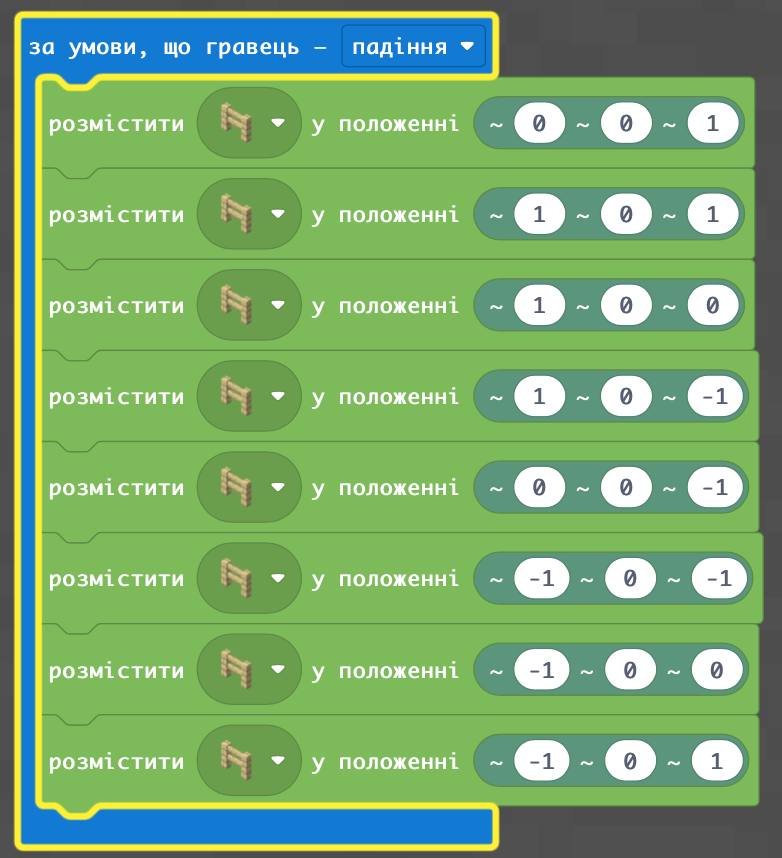 за умови, що гравець – падіння
розмістити у положенні ~ 0 ~ 0 ~ 1
розмістити у положенні ~ 1 ~ 0 ~ 1
розмістити у положенні ~ 1 ~ 0 ~ 0
розмістити у положенні ~ 1 ~ 0 ~ -1
розмістити у положенні ~ 0 ~ 0 ~ -1
розмістити у положенні ~ -1 ~ 0 ~ -1
розмістити у положенні ~ -1 ~ 0 ~ 0
розмістити у положенні ~ -1 ~ 0 ~ 1